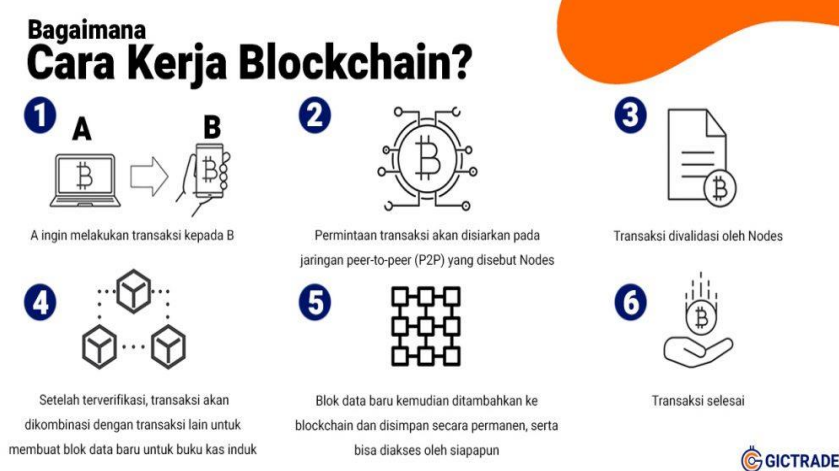 Bagaimana
Cara Kerja Blockchain?
1
A
B
A ingin melakukan transaksi kepada B
2
Permintaan transaksi akan disiarkan pada
jaringan peer-to-peer (P2P) yang disebut Nodes
3
Transaksi divalidasi oleh Nodes
4
Setelah terverifikasi, transaksi akan
dikombinasi dengan transaksi lain untuk
membuat blok data baru untuk buku kas induk
5
Blok data baru kemudian ditambahkan ke
blockchain dan disimpan secara permanen, serta
bisa diakses oleh siapapun
6
Transaksi selesai
GICTRADE